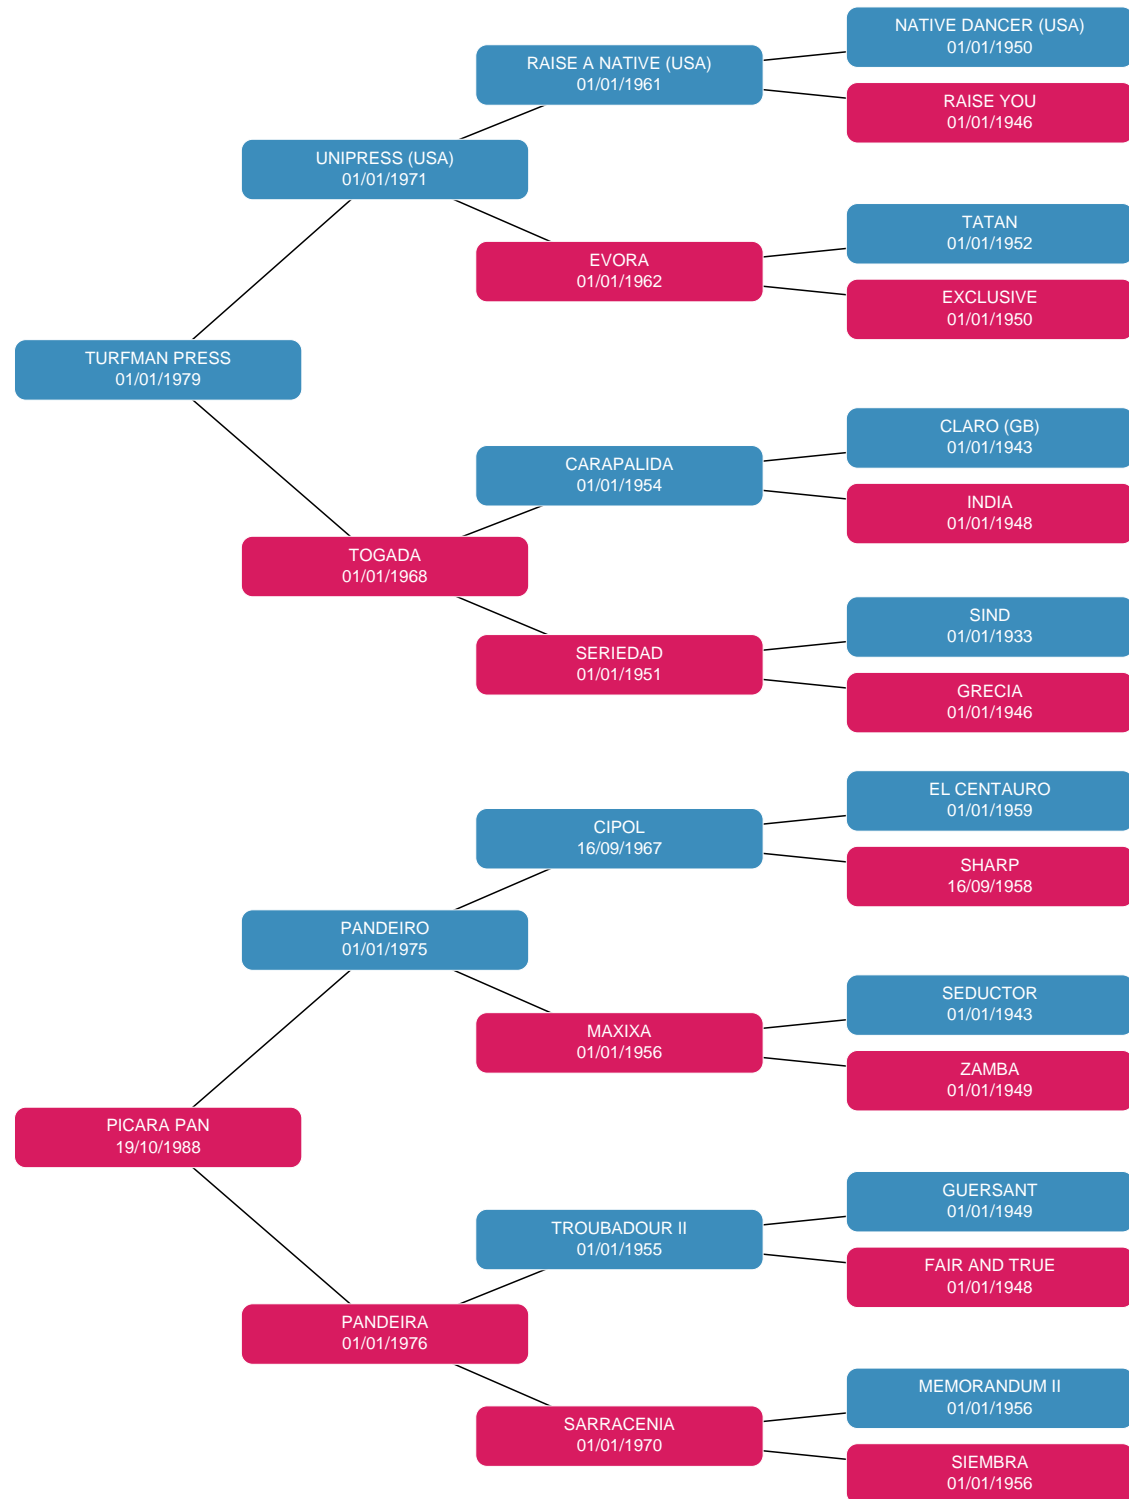 NATIVE DANCER (USA)
01/01/1950
RAISE A NATIVE (USA)
01/01/1961
RAISE YOU
01/01/1946
UNIPRESS (USA)
01/01/1971
TATAN
01/01/1952
EVORA
01/01/1962
EXCLUSIVE
01/01/1950
TURFMAN PRESS
01/01/1979
CLARO (GB)
01/01/1943
CARAPALIDA
01/01/1954
INDIA
01/01/1948
TOGADA
01/01/1968
SIND
01/01/1933
SERIEDAD
01/01/1951
GRECIA
01/01/1946
EL CENTAURO
01/01/1959
CIPOL
16/09/1967
SHARP
16/09/1958
PANDEIRO
01/01/1975
SEDUCTOR
01/01/1943
MAXIXA
01/01/1956
ZAMBA
01/01/1949
PICARA PAN
19/10/1988
GUERSANT
01/01/1949
TROUBADOUR II
01/01/1955
FAIR AND TRUE
01/01/1948
PANDEIRA
01/01/1976
MEMORANDUM II
01/01/1956
SARRACENIA
01/01/1970
SIEMBRA
01/01/1956